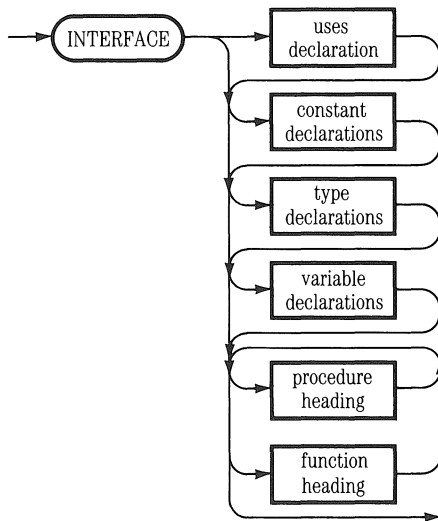 INTERFACE
uses
declaration
constant
declarations
type
declarations
variable
declarations
procedure
heading
function
heading